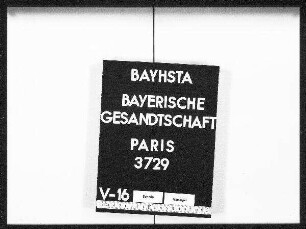 BAYHSTA
BAYERISCHE
GESANDTSCHAFT
PARIS
3729
V-16